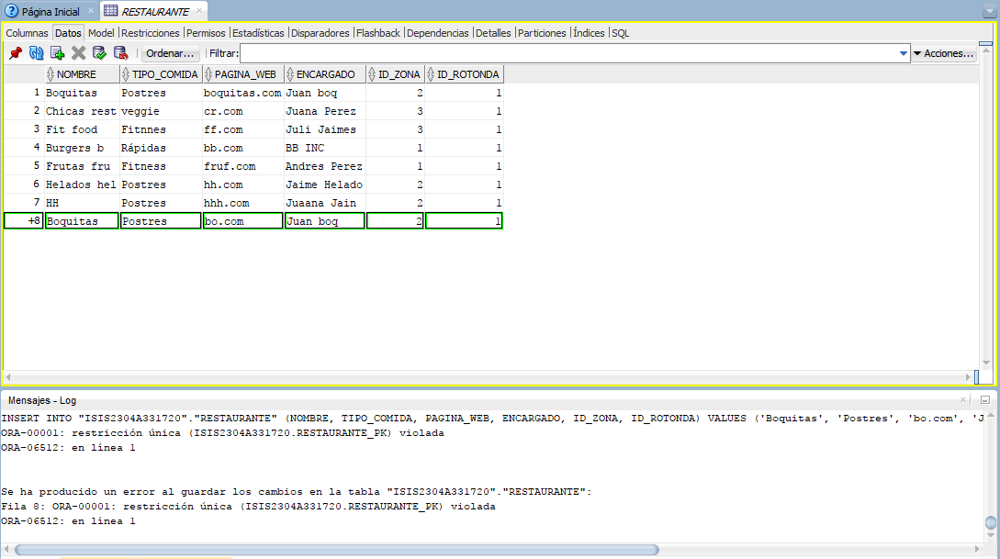 Página Inicial RESTAURANTE
Columnas Datos Model Restricciones Permisos Estadísticas Disparadores Flashback Dependencias Detalles Particiones Índices SQL
Ordenar... Filtrar: Acciones...
NOMBRE TIPO_COMIDA PAGINA_WEB ENCARGADO ID_ZONA ID_ROTONDA
1 Boquitas Postres boquitas.com Juan boq 2 1
2 Chicas rest veggie cr.com Juana Perez 3 1
3 Fit food Fitnnes ff.com Juli Jaimes 3 1
4 Burgers b Rápidas bb.com BB INC 1 1
5 Frutas fru Fitness fruf.com Andres Perez 1 1
6 Helados hel Postres hh.com Jaime Helado 2 1
7 HH Postres hhh.com Juaana Jain 2 1
+8 Boquitas Postres bo.com Juan boq 2 1
Mensajes - Log
INSERT INTO "ISIS2304A331720"."RESTAURANTE" (NOMBRE, TIPO_COMIDA, PAGINA_WEB, ENCARGADO, ID_ZONA, ID_ROTONDA) VALUES ('Boquitas', 'Postres', 'bo.com', 'J
ORA-00001: restricción única (ISIS2304A331720.RESTAURANTE_PK) violada
ORA-06512: en línea 1
Se ha producido un error al guardar los cambios en la tabla "ISIS2304A331720"."RESTAURANTE":
Fila 8: ORA-00001: restricción única (ISIS2304A331720.RESTAURANTE_PK) violada
ORA-06512: en línea 1